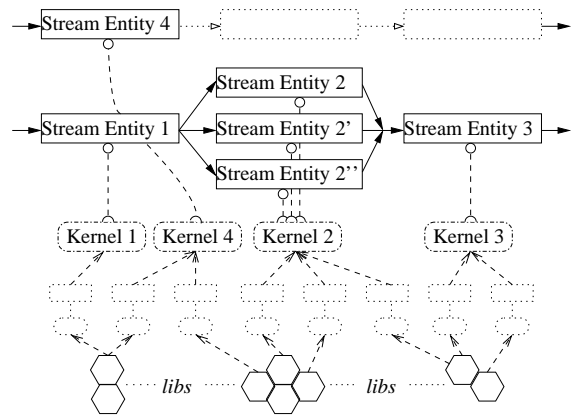 Stream Entity 4
Stream Entity 2
Stream Entity 1 Stream Entity 2' Stream Entity 3
Stream Entity 2''
Kernel 1 Kernel 4 Kernel 2 Kernel 3
libs libs